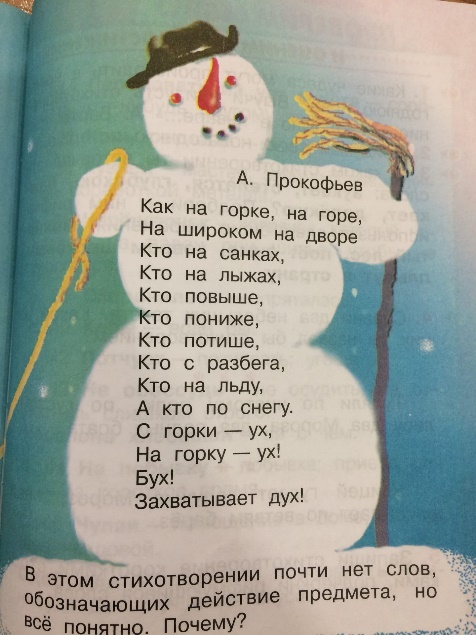 А. Прокофьев
Как на горке, на горе,
На широком на дворе
Кто на санках,
Кто на лыжах,
Кто повыше,
Кто пониже,
Кто потише,
Кто с разбега,
Кто на льду,
А кто по снегу.
С горки — ух,
На горку — ух!
Бух!
Захватывает дух!
В этом стихотворении почти нет слов,
обозначающих действие предмета, но
всё понятно. Почему?